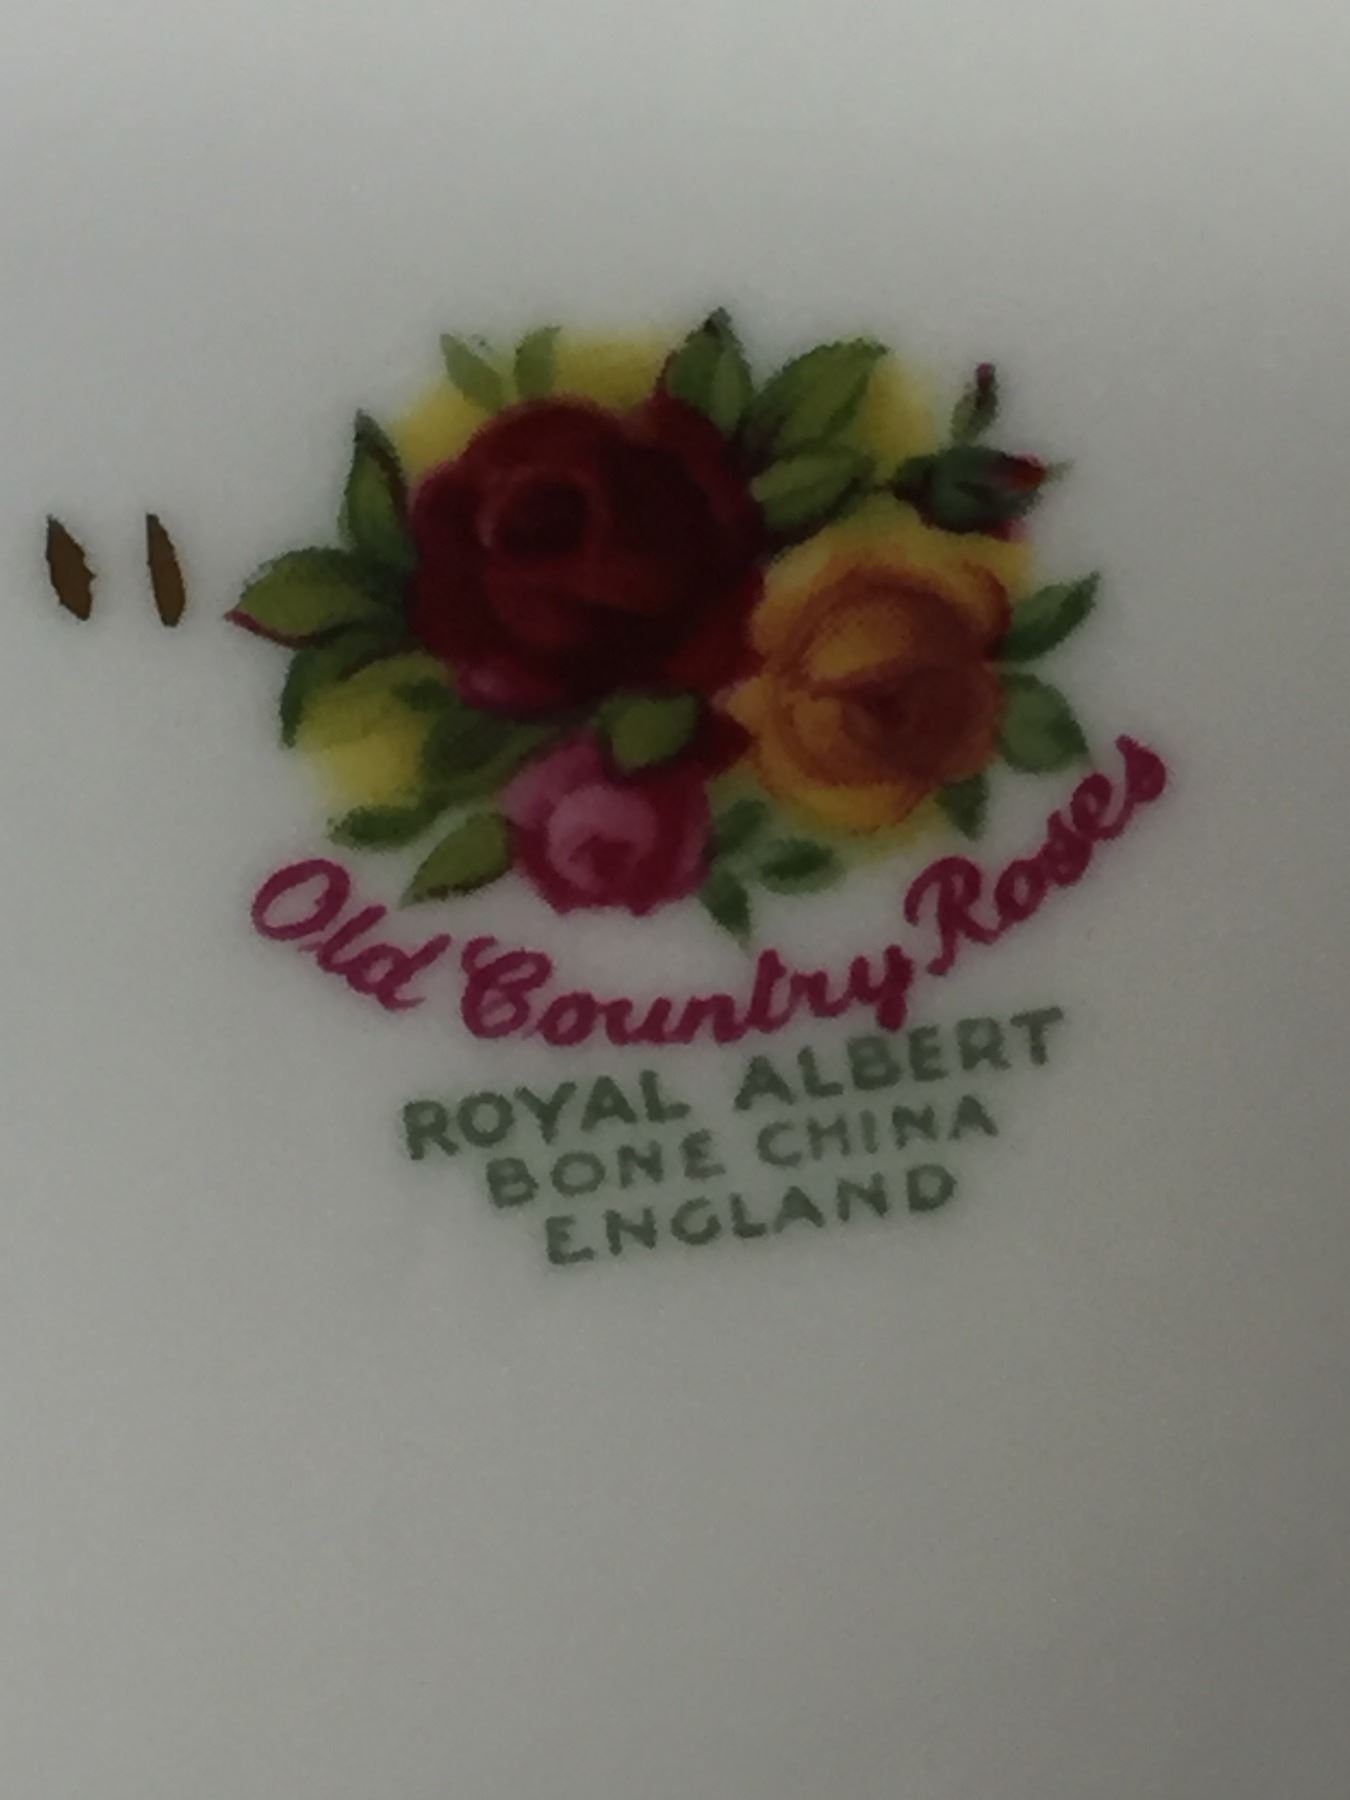 Old Country Roses
ROYAL ALBERT
BONE CHINA
ENGLAND